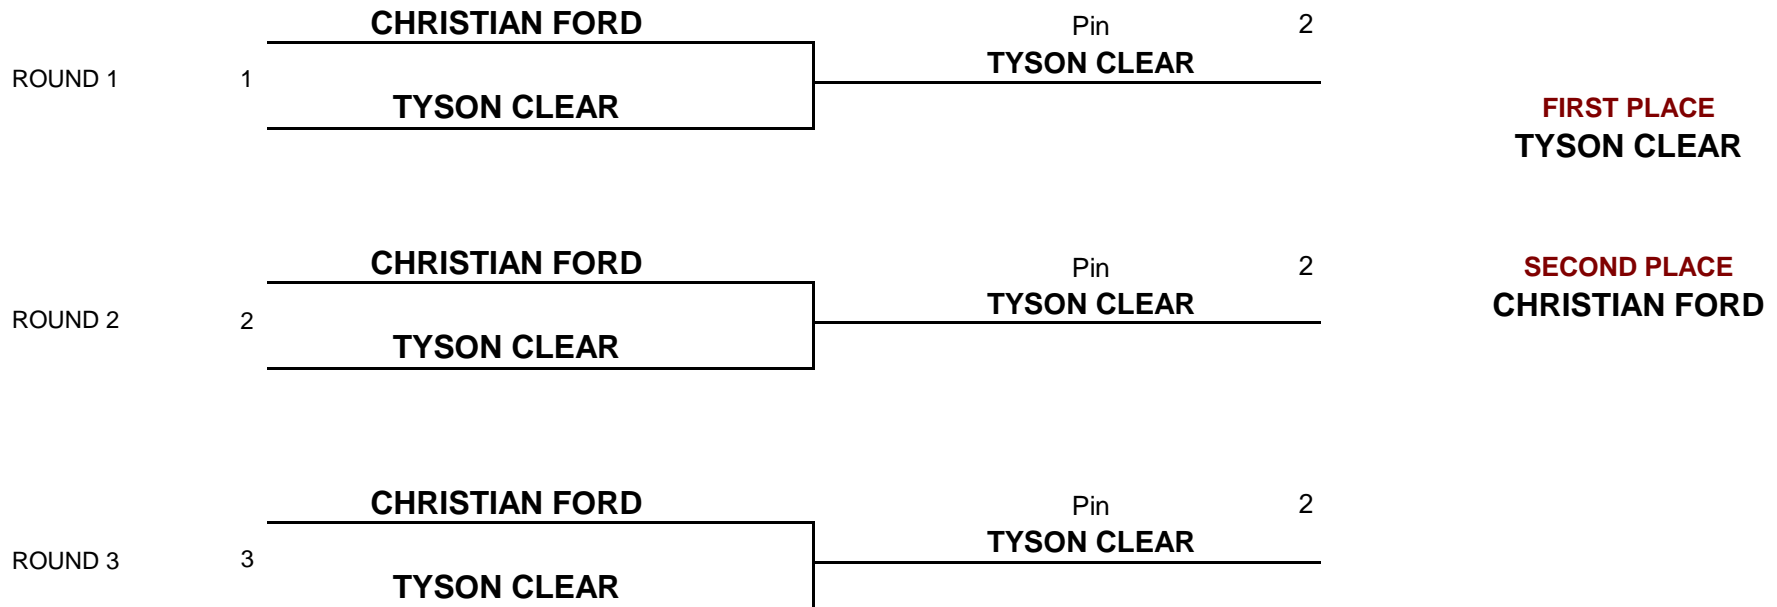 CHRISTIAN FORD
Pin 2
TYSON CLEAR
ROUND 1 1
TYSON CLEAR
FIRST PLACE
TYSON CLEAR
CHRISTIAN FORD
Pin 2
SECOND PLACE
TYSON CLEAR
CHRISTIAN FORD
ROUND 2 2
TYSON CLEAR
CHRISTIAN FORD
Pin 2
TYSON CLEAR
ROUND 3 3
TYSON CLEAR